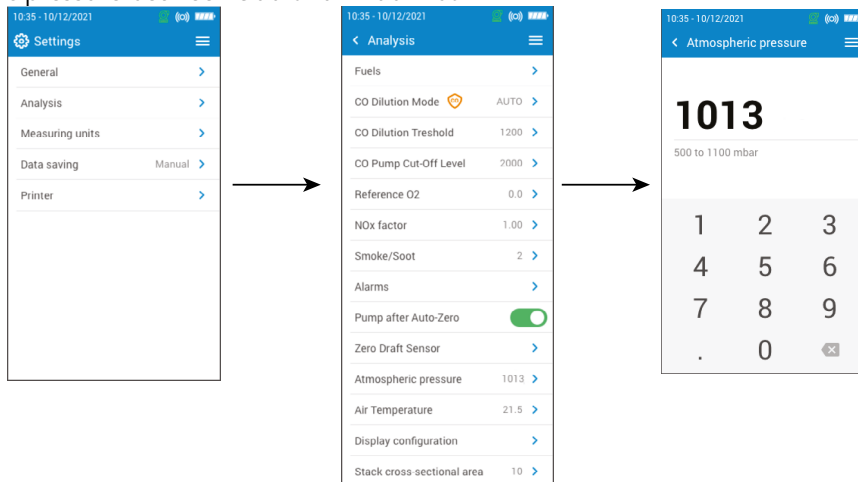 10:35 - 10/12/2021
Settings
General
Analysis
Measuring units
Data saving Manual
Printer
10:35 - 10/12/2021
Analysis
Fuels
CO Dilution Mode AUTO
CO Dilution Treshold 1200
CO Pump Cut-Off Level 2000
Reference O2 0.0
NOx factor 1.00
Smoke/Soot 2
Alarms
Pump after Auto-Zero
Zero Draft Sensor
Atmospheric pressure 1013
Air Temperature 21.5
Display configuration
Stack cross-sectional area 10
10:35 - 10/12/2021
Atmospheric pressure
1013
500 to 1100 mbar
1 2 3
4 5 6
7 8 9
. 0